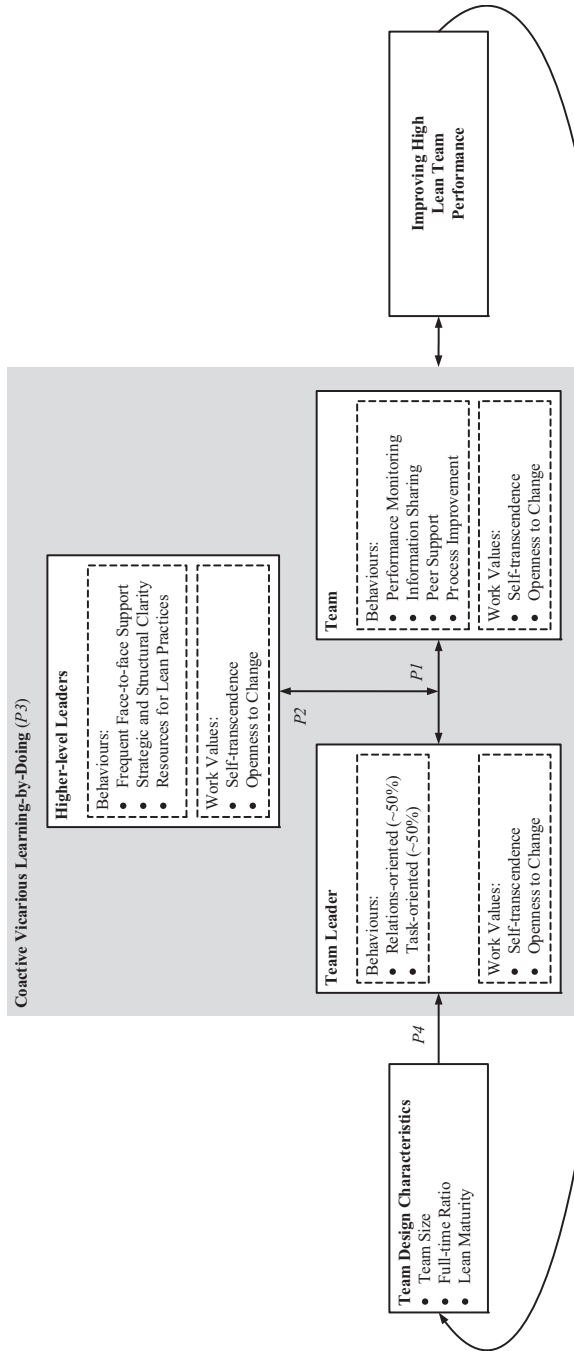 Coactive Vicarious Learning-by-Doing (P3)
Higher-level Leaders
Behaviours:
• Frequent Face-to-face Support
• Strategic and Structural Clarity
• Resources for Lean Practices
Work Values:
• Self-transcendence
• Openness to Change
P2
Team Design Characteristics
• Team Size
• Full-time Ratio
• Lean Maturity
P4
Team Leader
Behaviours:
• Relations-oriented (~50%)
• Task-oriented (~50%)
Work Values:
• Self-transcendence
• Openness to Change
P1
Team
Behaviours:
• Performance Monitoring
• Information Sharing
• Peer Support
• Process Improvement
Work Values:
• Self-transcendence
• Openness to Change
Improving High
Lean Team
Performance